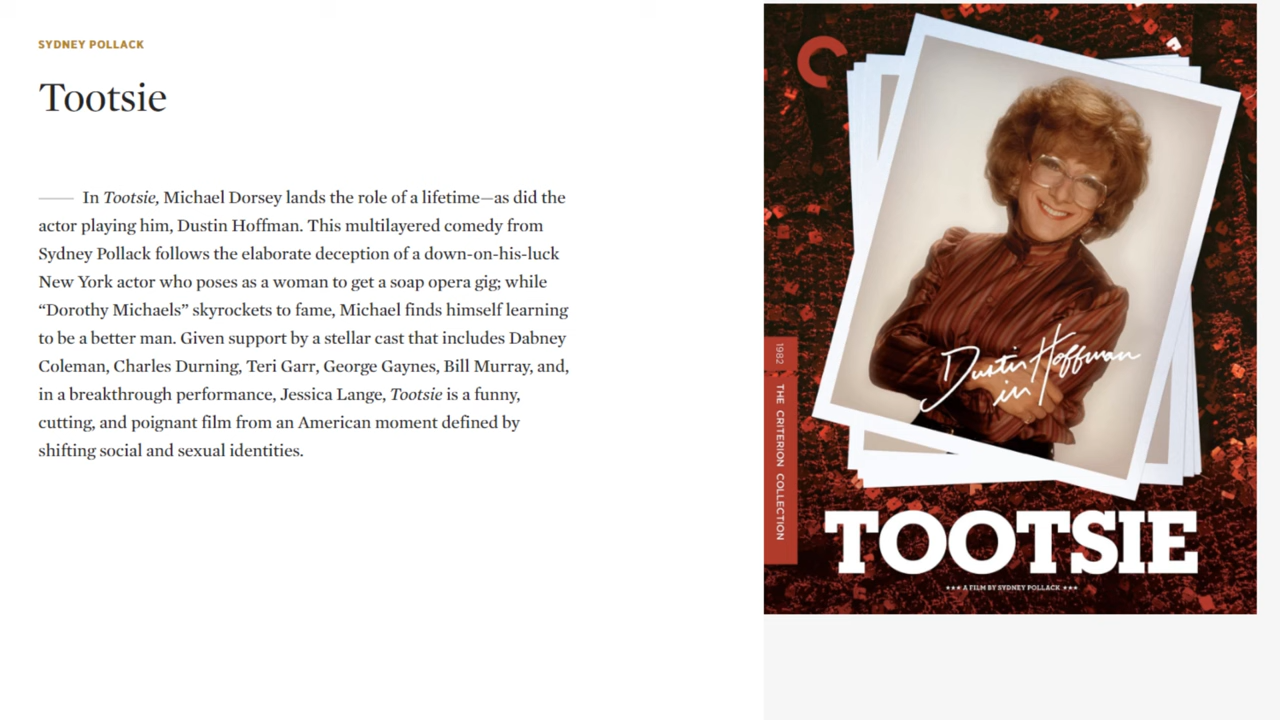 SYDNEY POLLACK
Tootsie
In Tootsie, Michael Dorsey lands the role of a lifetime—as did the
actor playing him, Dustin Hoffman. This multilayered comedy from
Sydney Pollack follows the elaborate deception of a down-on-his-luck
New York actor who poses as a woman to get a soap opera gig; while
“Dorothy Michaels” skyrockets to fame, Michael finds himself learning
to be a better man. Given support by a stellar cast that includes Dabney
Coleman, Charles Durning, Teri Garr, George Gaynes, Bill Murray, and,
in a breakthrough performance, Jessica Lange, Tootsie is a funny,
cutting, and poignant film from an American moment defined by
shifting social and sexual identities.
Dustin Hoffman
in
1982
THE CRITERION COLLECTION
TOOTSIE
★★★ A FILM BY SYDNEY POLLACK ★★★